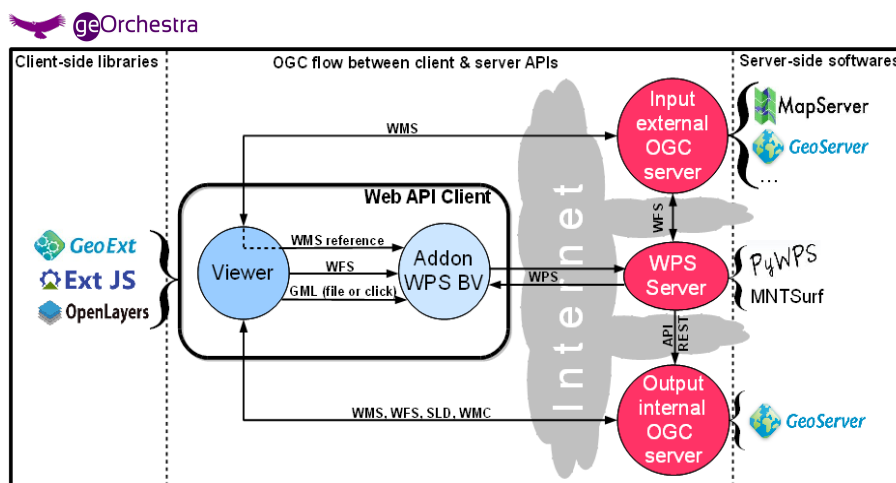 geOrchestra
Client-side libraries
OGC flow between client & server APIs
Server-side softwares
Input
external
OGC
server
MapServer
GeoServer
...
WMS
Internet
Web API Client
WFS
GeoExt
Ext JS
OpenLayers
Viewer
WMS reference
WFS
GML (file or click)
Addon
WPS BV
WPS
WPS
Server
PyWPS
MNTSurf
API
REST
WMS, WFS, SLD, WMC
Output
internal
OGC
server
GeoServer